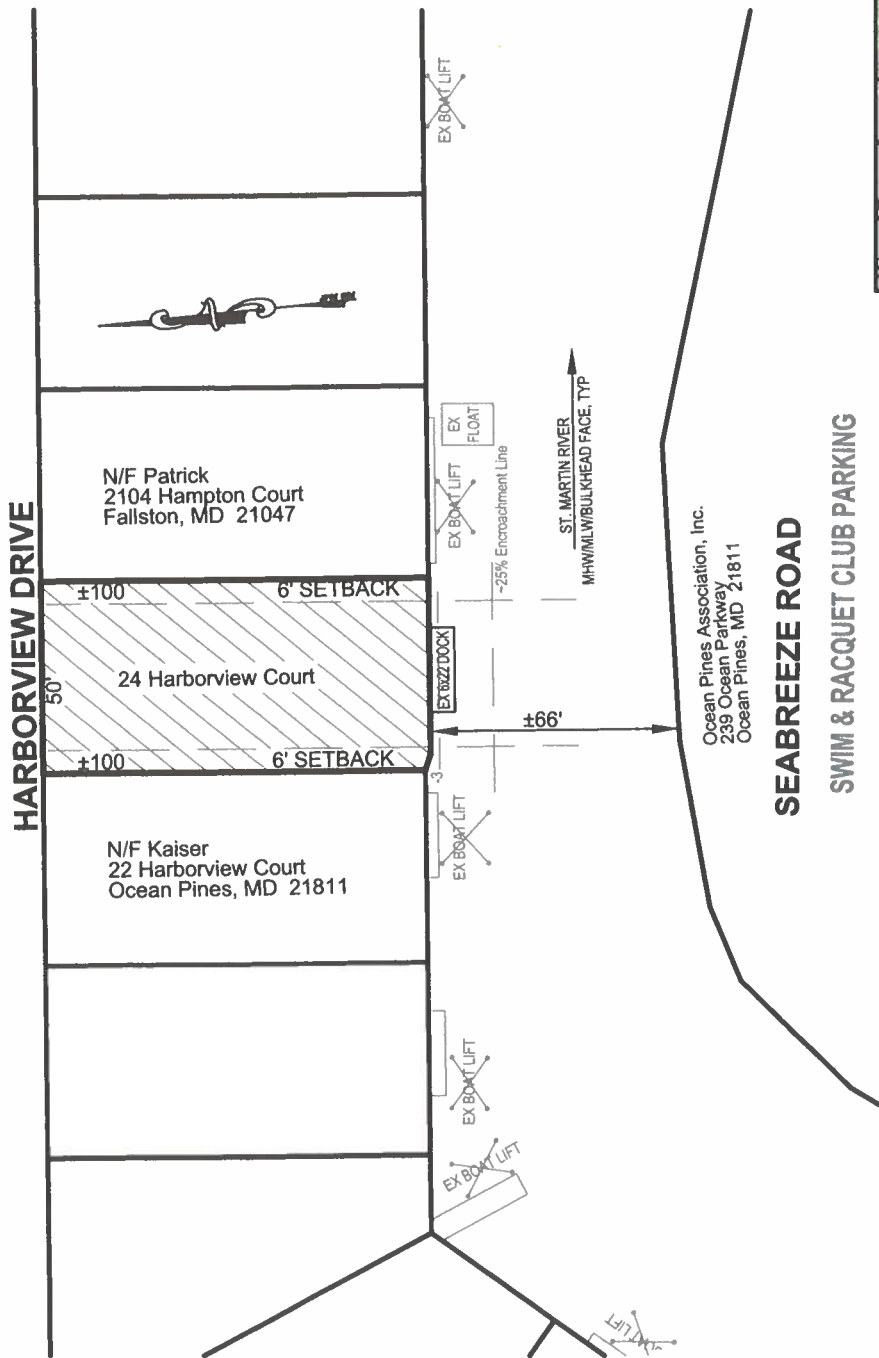 HARBORVIEW DRIVE
EX BOAT LIFT
N/F Patrick
2104 Hampton Court
Fallston, MD 21047
EX
FLOAT
EX BOAT LIFT
~25% Encroachment Line
ST. MARTIN RIVER
MHW/MLW/BULKHEAD FACE, TYP
±100
6' SETBACK
50'
24 Harborview Court
EX 6x22 DOCK
±100
6' SETBACK
±66'
-3
Ocean Pines Association, Inc.
239 Ocean Parkway
Ocean Pines, MD 21811
SEABREEZE ROAD
SWIM & RACQUET CLUB PARKING
N/F Kaiser
22 Harborview Court
Ocean Pines, MD 21811
EX BOAT LIFT
EX BOAT LIFT
EX BOAT LIFT
LIFT